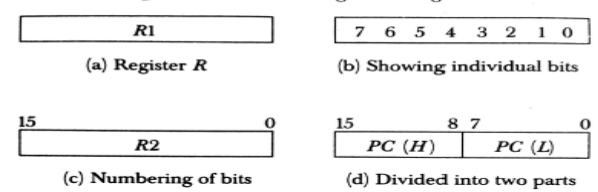 R1
7 6 5 4 3 2 1 0
(a) Register R
(b) Showing individual bits
15 0
15 8 7 0
R2
PC (H) PC (L)
(c) Numbering of bits
(d) Divided into two parts